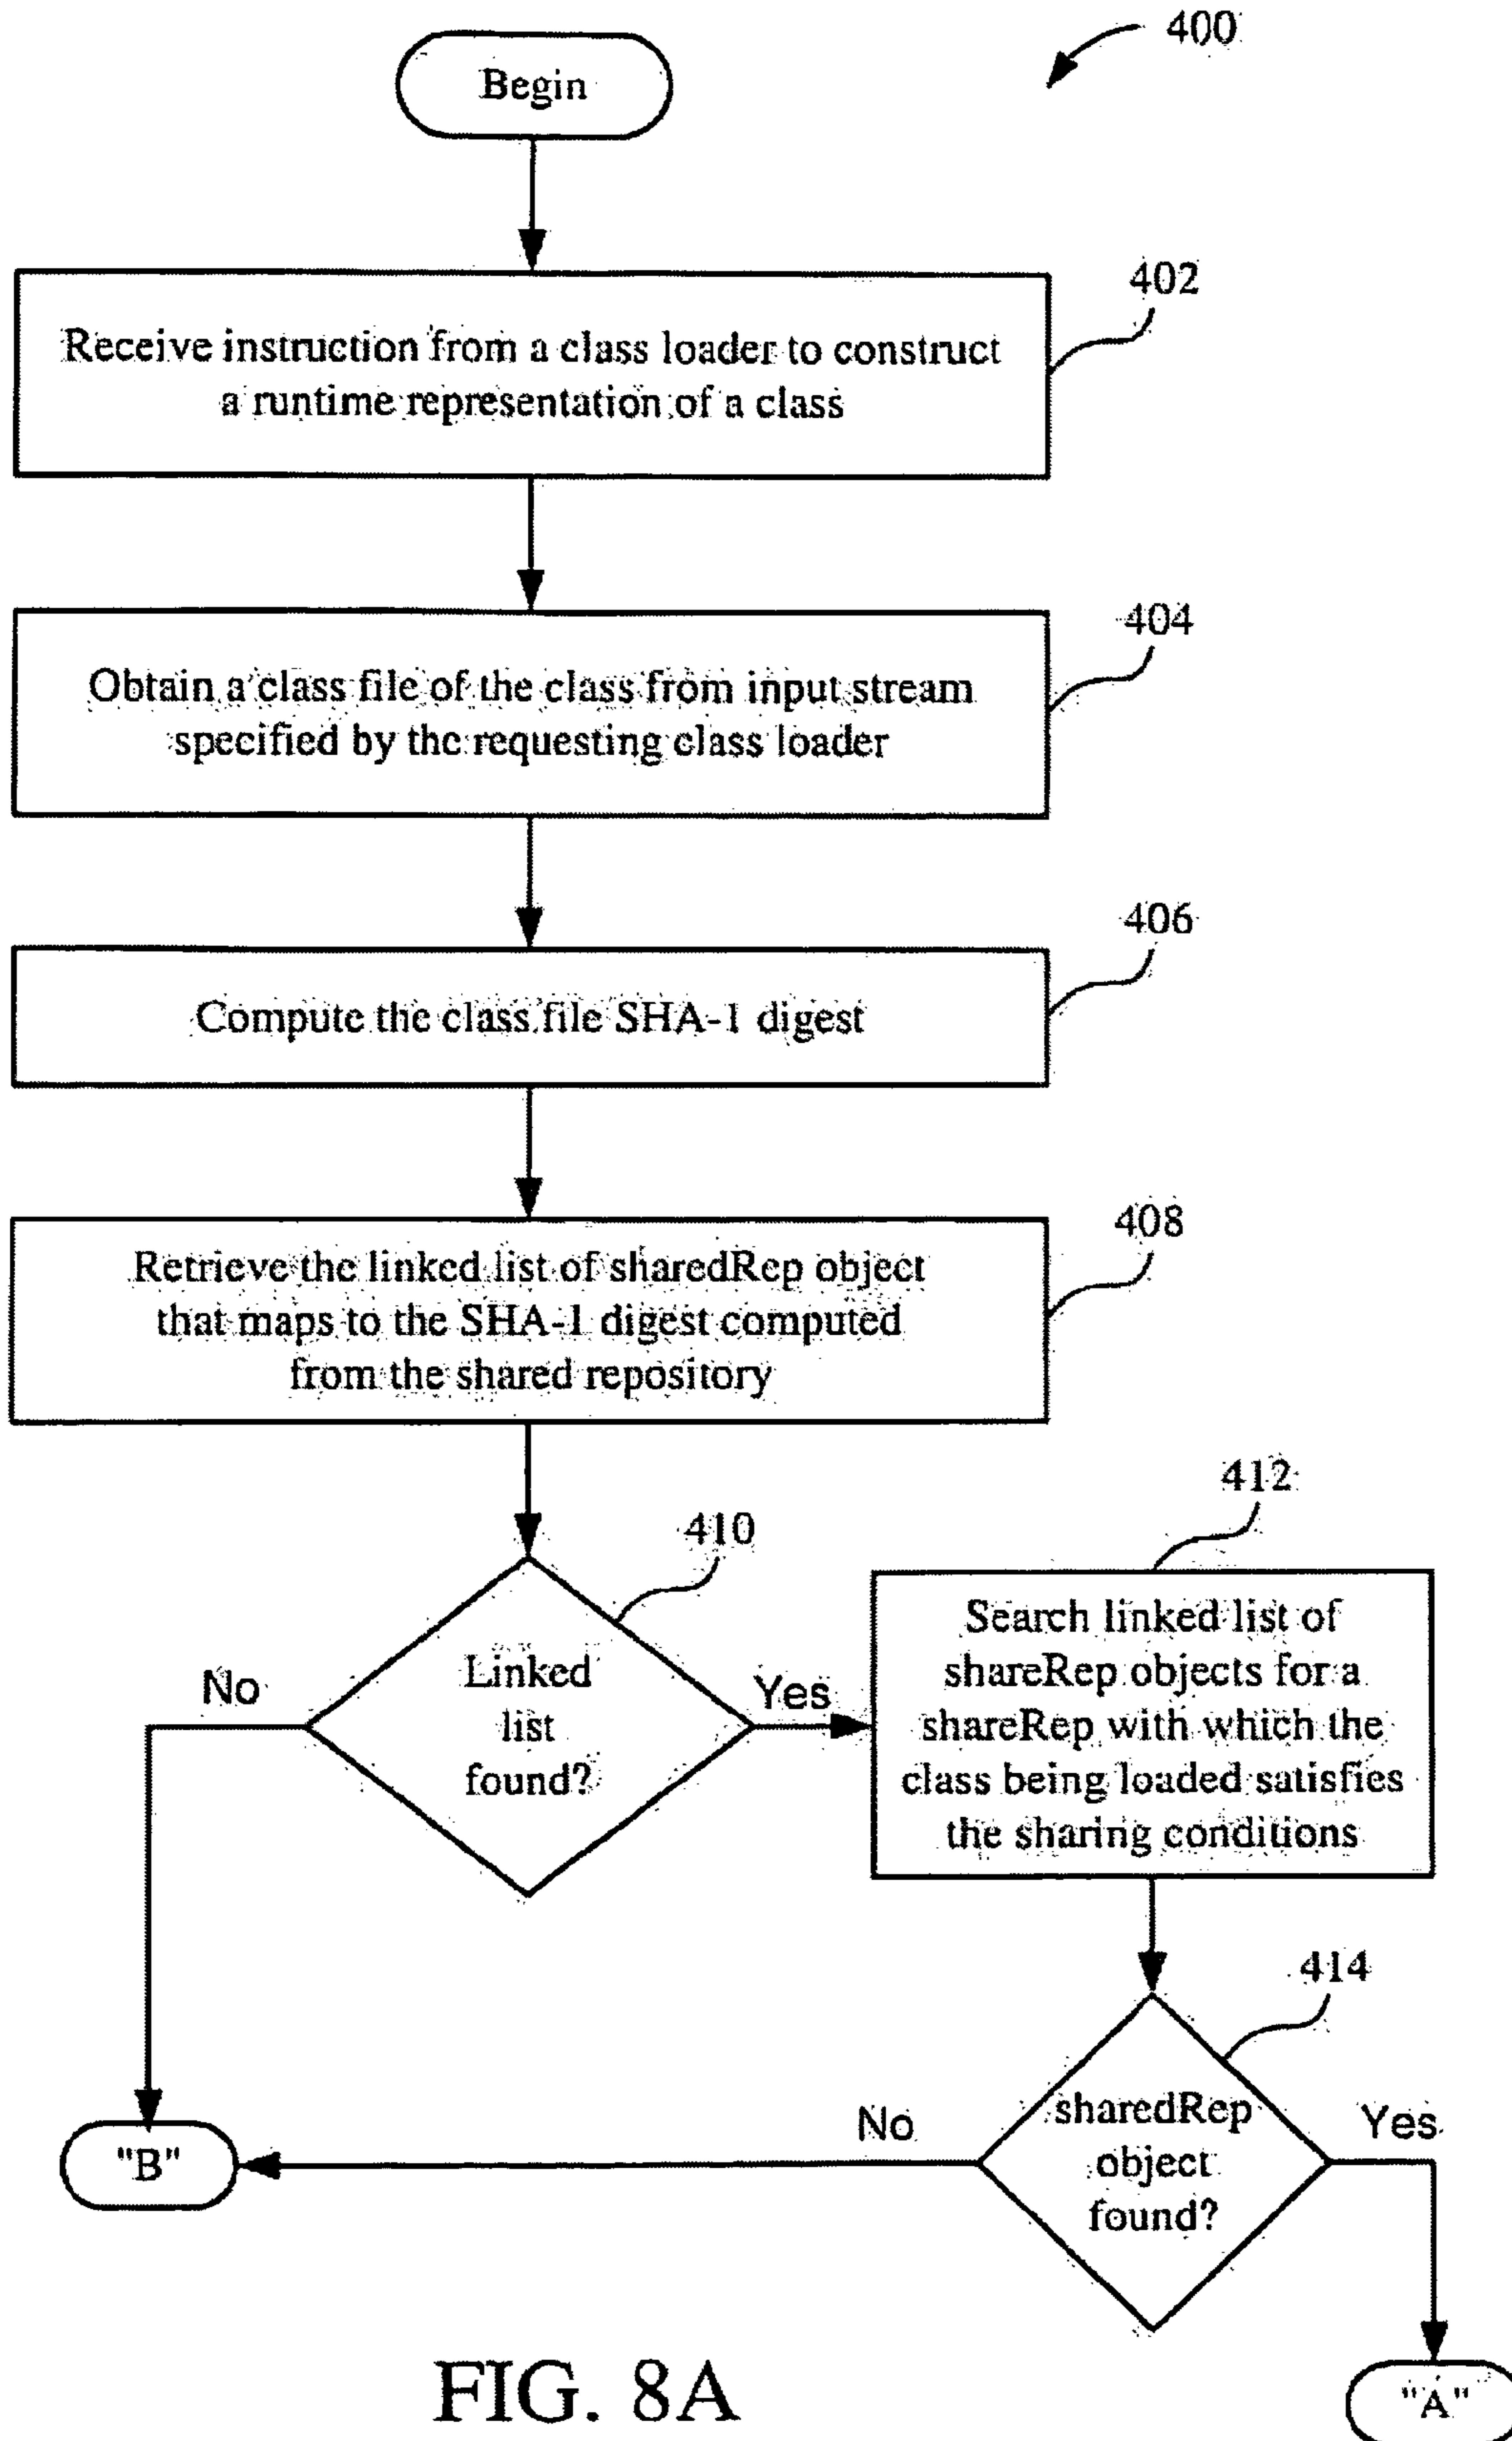 400
Begin
402
Receive instruction from a class loader to construct
a runtime representation of a class
404
Obtain a class file of the class from input stream
specified by the requesting class loader
406
Compute the class file SHA-1 digest
408
Retrieve the linked list of sharedRep object
that maps to the SHA-1 digest computed
from the shared repository
410
Linked
list
found?
No
Yes
412
Search linked list of
shareRep objects for a
shareRep with which the
class being loaded satisfies
the sharing conditions
414
sharedRep
object
found?
No
Yes
"B"
"A"
FIG. 8A